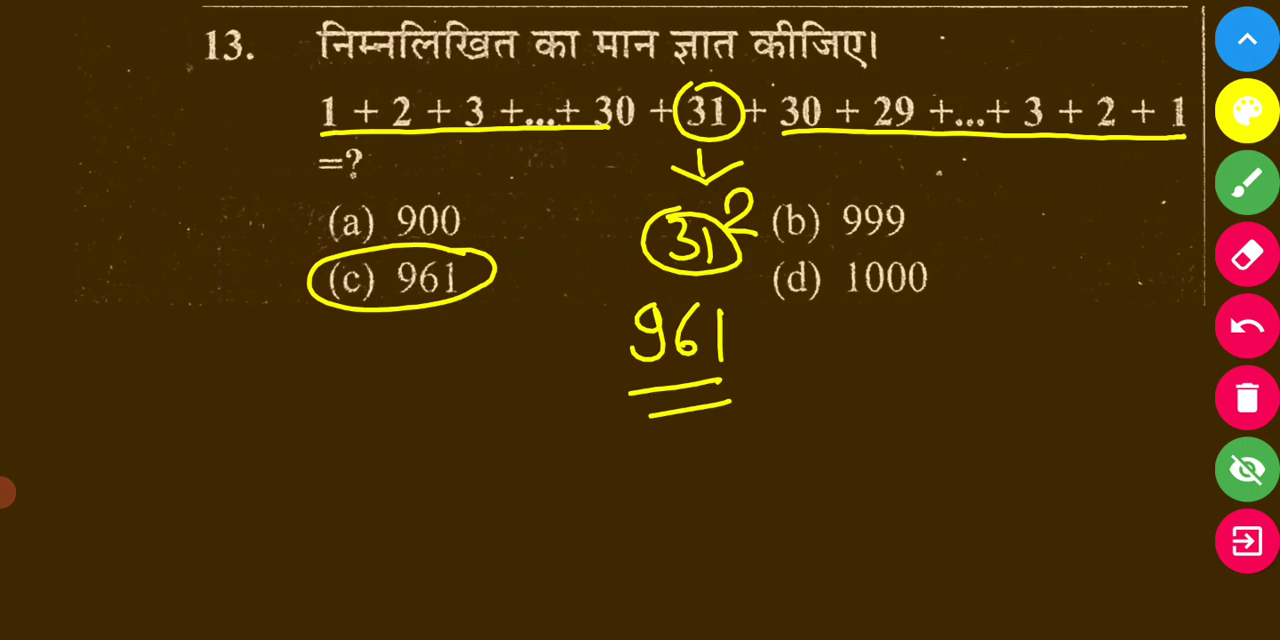 13. निम्नलिखित का मान ज्ञात कीजिए।
1 + 2 + 3 +...+ 30 + 31 + 30 + 29 +...+ 3 + 2 + 1
=?
(a) 900 (b) 999
31²
(c) 961 (d) 1000
961